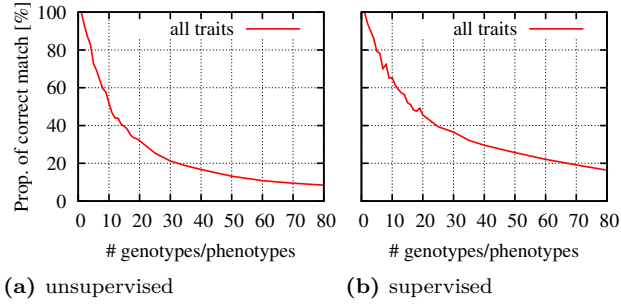 Prop. of correct match [%]
100
80
60
40
20
0
all traits
0 10 20 30 40 50 60 70 80
# genotypes/phenotypes
(a) unsupervised
all traits
0 10 20 30 40 50 60 70 80
# genotypes/phenotypes
(b) supervised